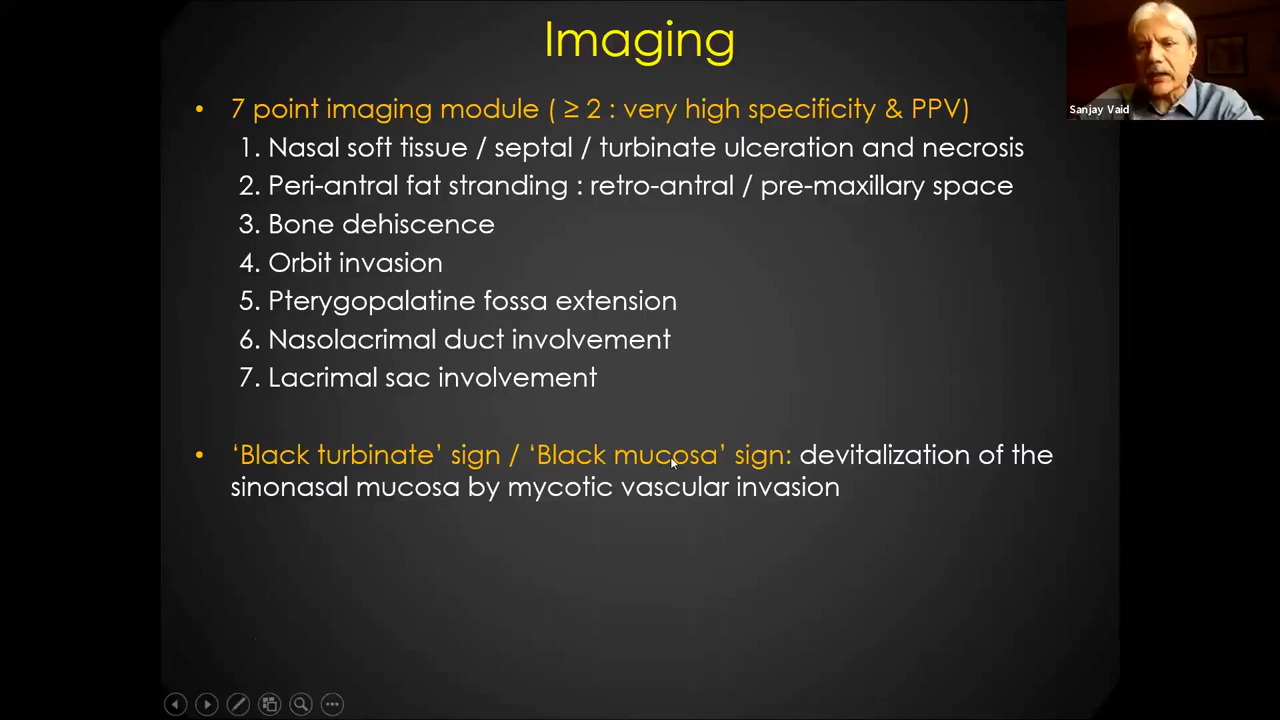 Imaging
Sanjay Vaid
• 7 point imaging module ( ≥ 2 : very high specificity & PPV)
1. Nasal soft tissue / septal / turbinate ulceration and necrosis
2. Peri-antral fat stranding : retro-antral / pre-maxillary space
3. Bone dehiscence
4. Orbit invasion
5. Pterygopalatine fossa extension
6. Nasolacrimal duct involvement
7. Lacrimal sac involvement
• ‘Black turbinate’ sign / ‘Black mucosa’ sign: devitalization of the
sinonasal mucosa by mycotic vascular invasion